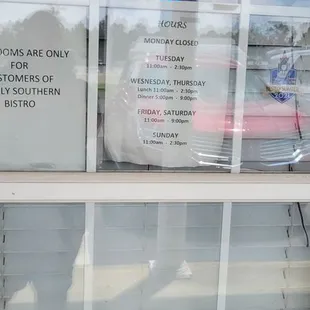 OOMS ARE ONLY
FOR
STOMERS OF
LY SOUTHERN
BISTRO
HOURS
MONDAY CLOSED
TUESDAY
11:00am - 2:30pm
WESNEDAY, THURSDAY
Lunch 11:00am - 2:30pm
Dinner 5:00pm - 8:00pm
FRIDAY, SATURDAY
11:00am - 9:00pm
SUNDAY
11:00am - 2:30pm